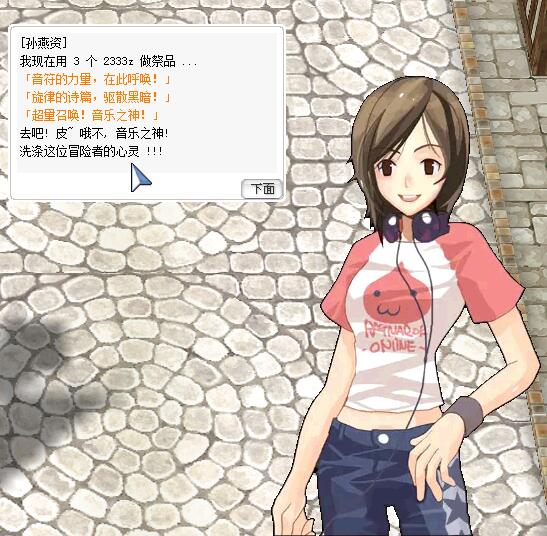 [孙燕资]
我现在用 3 个 2333z 做祭品 ...
「音符的力量，在此呼唤！」
「旋律的诗篇，驱散黑暗！」
「超量召唤！音乐之神！」
去吧! 皮~ 哦不, 音乐之神!
洗涤这位冒险者的心灵 !!!
下面
RAGNAROK
-ONLINE-